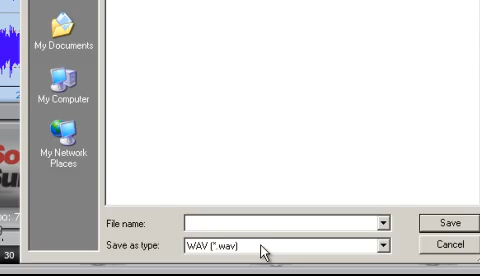 My Documents
My Computer
My Network
Places
File name:
Save
Save as type:
WAV (*.wav)
Cancel
30